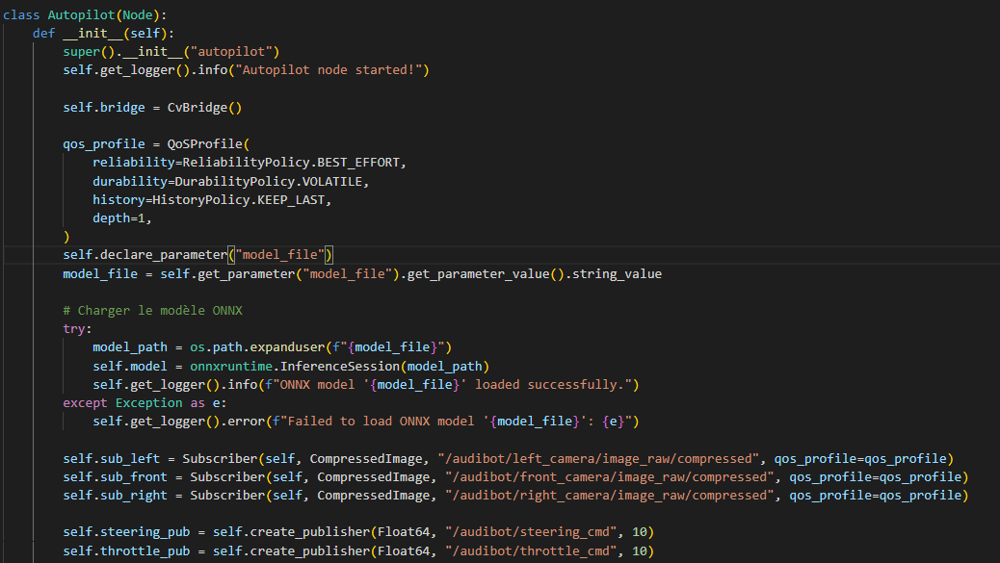 class Autopilot(Node):
    def __init__(self):
        super().__init__("autopilot")
        self.get_logger().info("Autopilot node started!")

        self.bridge = CvBridge()

        qos_profile = QoSProfile(
            reliability=ReliabilityPolicy.BEST_EFFORT,
            durability=DurabilityPolicy.VOLATILE,
            history=HistoryPolicy.KEEP_LAST,
            depth=1,
        )
        self.declare_parameter("model_file")
        model_file = self.get_parameter("model_file").get_parameter_value().string_value

        # Charger le modèle ONNX
        try:
            model_path = os.path.expanduser(f"{model_file}")
            self.model = onnxruntime.InferenceSession(model_path)
            self.get_logger().info(f"ONNX model '{model_file}' loaded successfully.")
        except Exception as e:
            self.get_logger().error(f"Failed to load ONNX model '{model_file}': {e}")

        self.sub_left = Subscriber(self, CompressedImage, "/audibot/left_camera/image_raw/compressed", qos_profile=qos_profile)
        self.sub_front = Subscriber(self, CompressedImage, "/audibot/front_camera/image_raw/compressed", qos_profile=qos_profile)
        self.sub_right = Subscriber(self, CompressedImage, "/audibot/right_camera/image_raw/compressed", qos_profile=qos_profile)

        self.steering_pub = self.create_publisher(Float64, "/audibot/steering_cmd", 10)
        self.throttle_pub = self.create_publisher(Float64, "/audibot/throttle_cmd", 10)